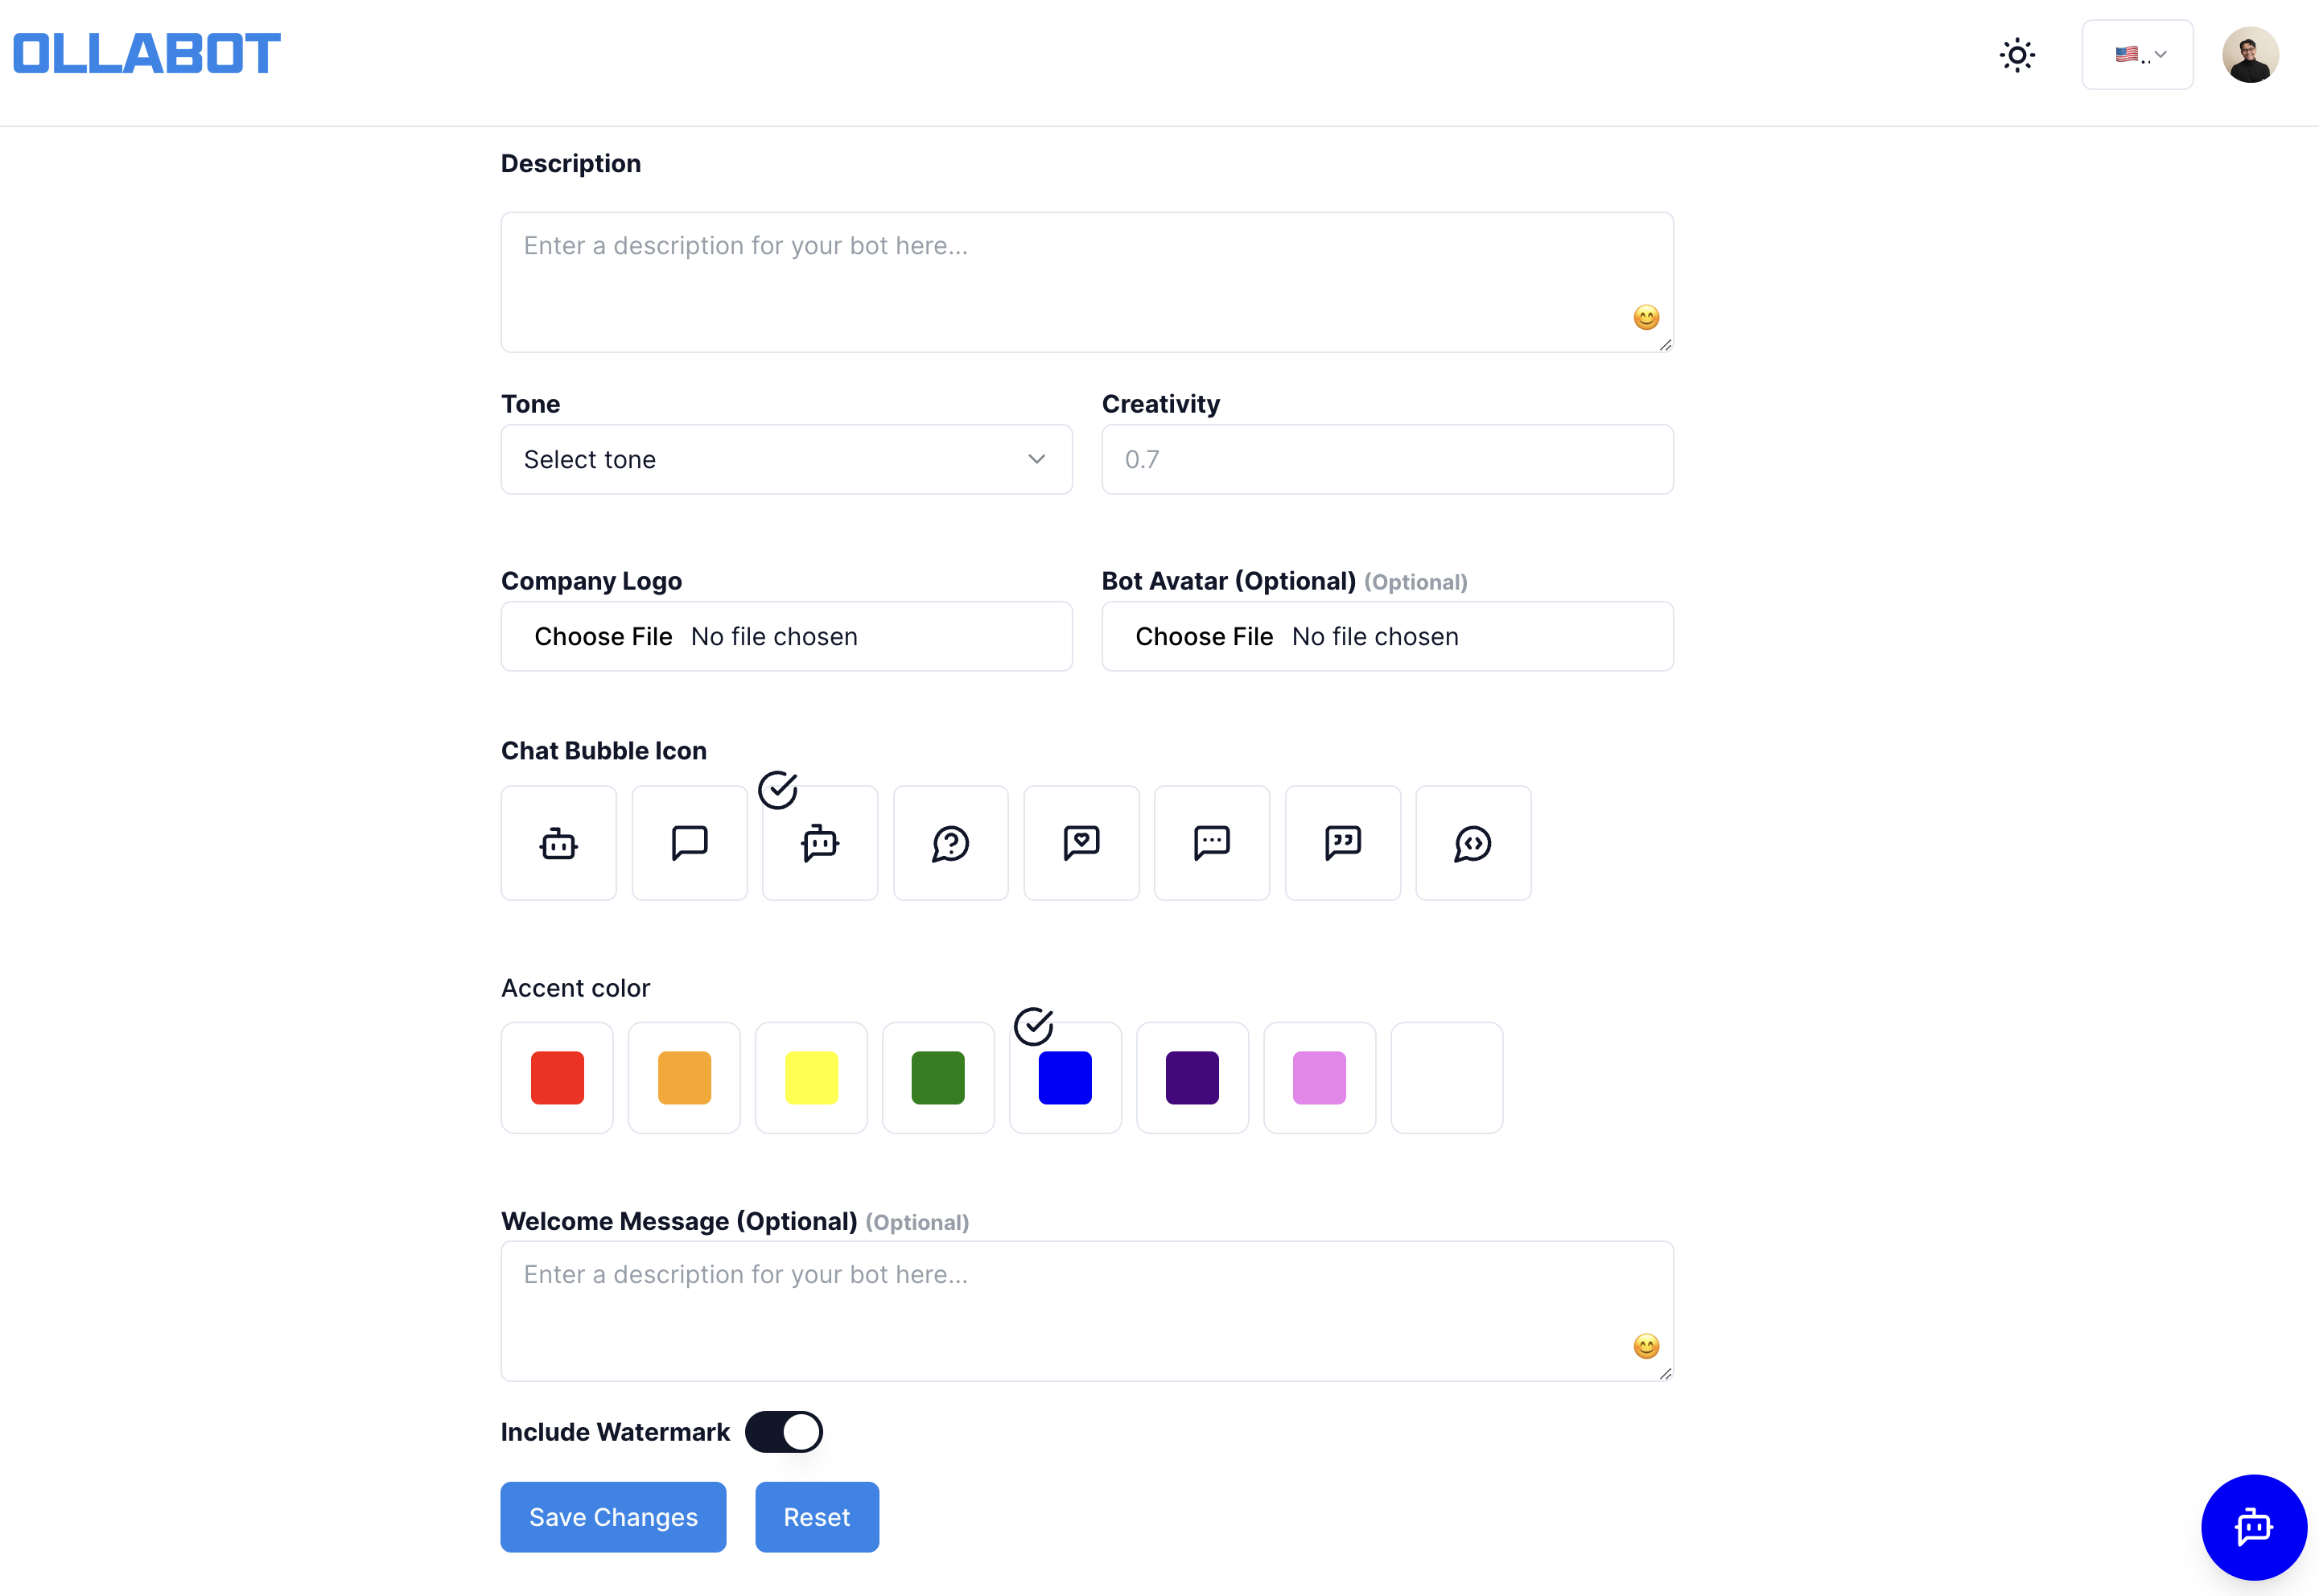 OLLABOT
Description
Enter a description for your bot here...
Tone
Creativity
Select tone
0.7
Company Logo
Bot Avatar (Optional) (Optional)
Choose File No file chosen
Choose File No file chosen
Chat Bubble Icon
Accent color
Welcome Message (Optional) (Optional)
Enter a description for your bot here...
Include Watermark
Save Changes
Reset